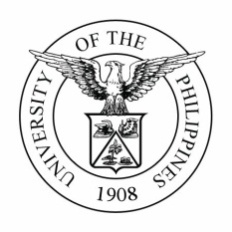 UNIVERSITY OF THE PHILIPPINES
1908